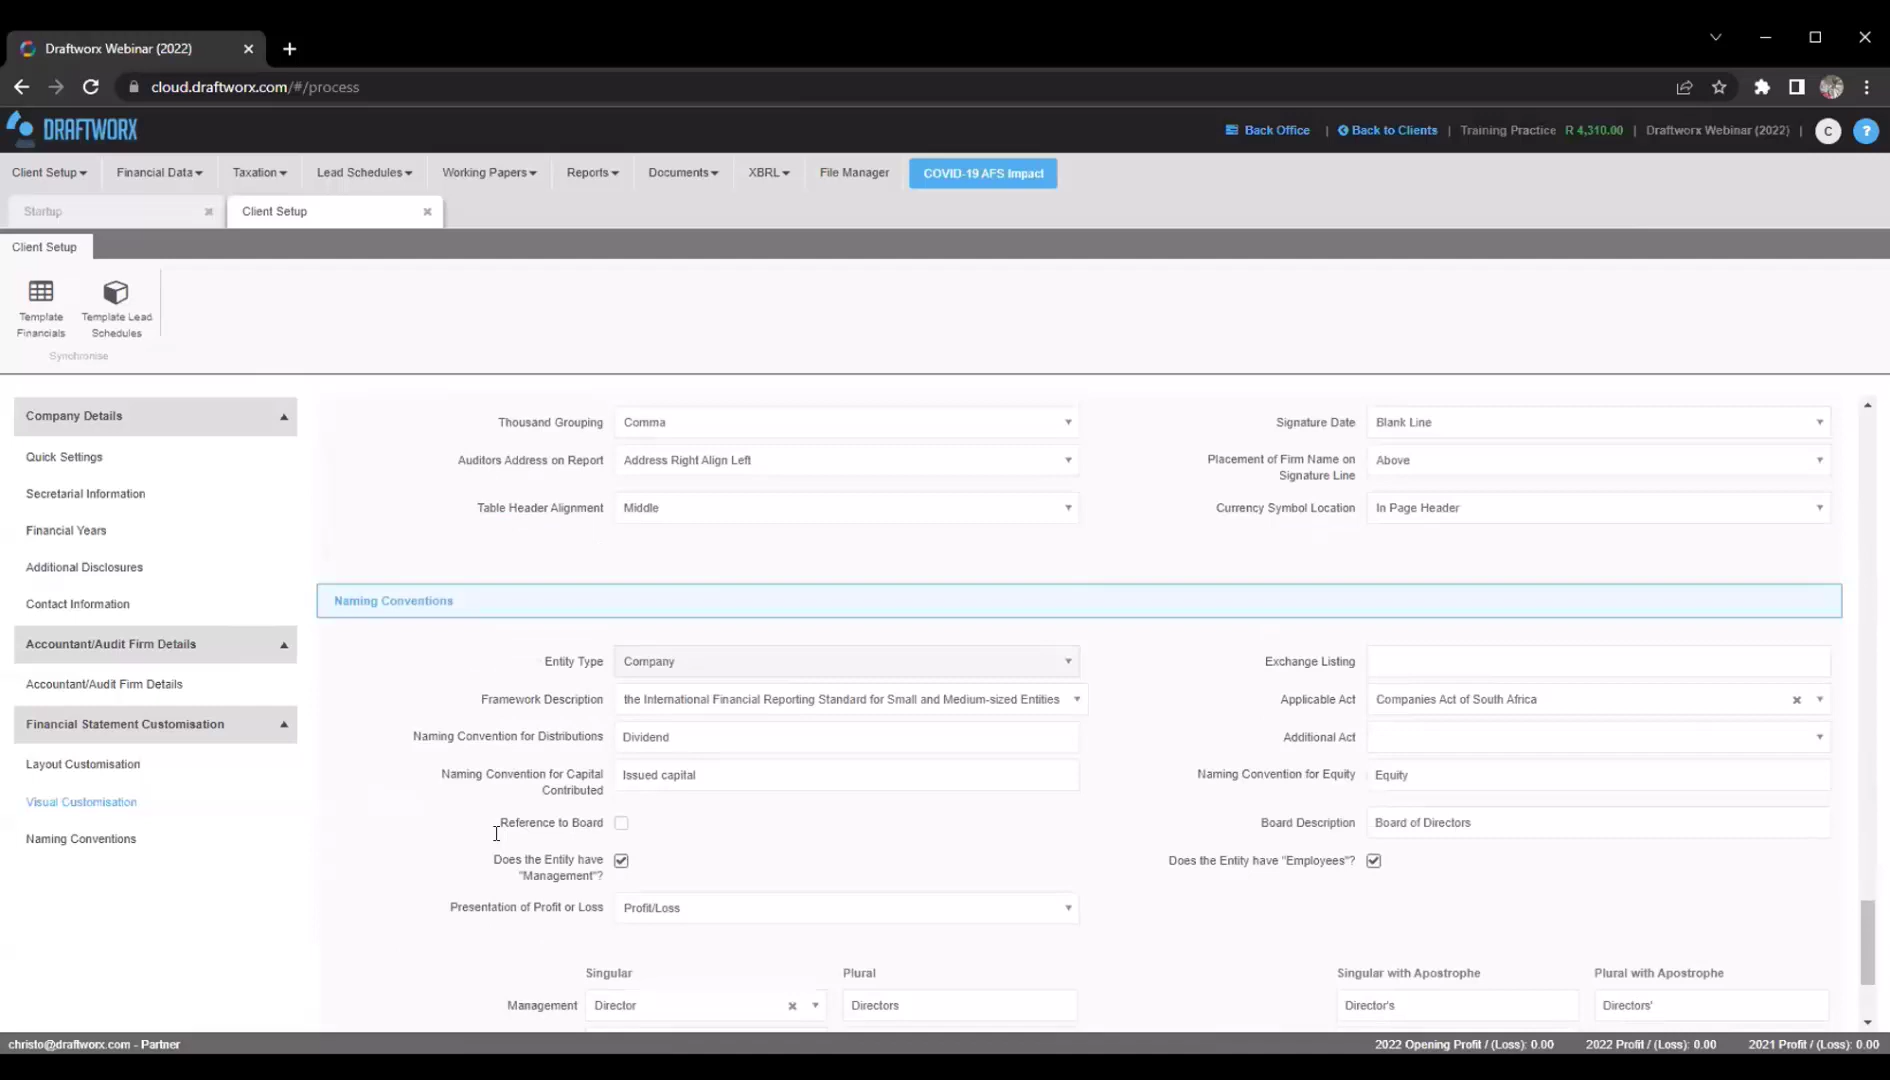 Draftworx Webinar (2022)
cloud.draftworx.com/#/process
DRAFTWORX
Back Office | Back to Clients | Training Practice R 4,310.00 | Draftworx Webinar (2022) | C ?
Client Setup Financial Data Taxation Lead Schedules Working Papers Reports Documents XBRL File Manager COVID-19 AFS Impact
Startup Client Setup
Client Setup
Template Financials
Template Lead Schedules
Synchronise
Company Details
Quick Settings
Secretarial Information
Financial Years
Additional Disclosures
Contact Information
Accountant/Audit Firm Details
Accountant/Audit Firm Details
Financial Statement Customisation
Layout Customisation
Visual Customisation
Naming Conventions
Thousand Grouping Comma Signature Date Blank Line
Auditors Address on Report Address Right Align Left Placement of Firm Name on Signature Line Above
Table Header Alignment Middle Currency Symbol Location In Page Header
Naming Conventions
Entity Type Company Exchange Listing
Framework Description the International Financial Reporting Standard for Small and Medium-sized Entities Applicable Act Companies Act of South Africa
Naming Convention for Distributions Dividend Additional Act
Naming Convention for Capital Contributed Issued capital Naming Convention for Equity Equity
Reference to Board Board Description Board of Directors
Does the Entity have "Management"? Does the Entity have "Employees"?
Presentation of Profit or Loss Profit/Loss
Singular Plural Singular with Apostrophe Plural with Apostrophe
Management Director Directors Director's Directors'
christo@draftworx.com - Partner 2022 Opening Profit / (Loss): 0.00 2022 Profit / (Loss): 0.00 2021 Profit / (Loss): 0.00